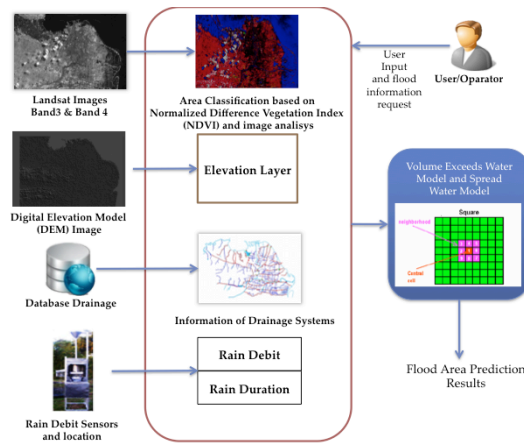 Landsat Images
Band3 & Band 4
Area Classification based on
Normalized Difference Vegetation Index
(NDVI) and image analisys
User
Input
and flood
information
request
User/Oparator
Digital Elevation Model
(DEM) Image
Elevation Layer
Volume Exceeds Water
Model and Spread
Water Model
Square
neighborhood
Central
cell
Database Drainage
Information of Drainage Systems
Rain Debit
Rain Duration
Rain Debit Sensors
and location
Flood Area Prediction
Results